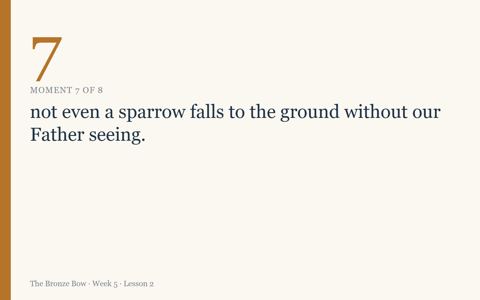 7
MOMENT 7 OF 8
not even a sparrow falls to the ground without our
Father seeing.
The Bronze Bow · Week 5 · Lesson 2